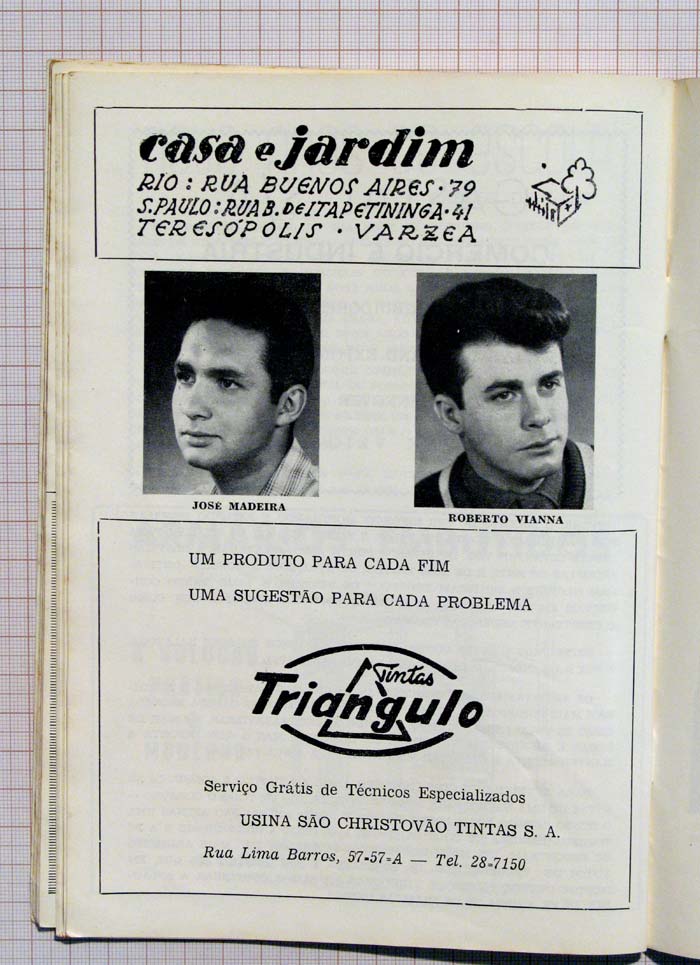 casa e jardim
RIO: RUA BUENOS AIRES · 79
S. PAULO: RUA B. DE ITAPETININGA · 41
TERESÓPOLIS · VARZEA
JOSÉ MADEIRA
ROBERTO VIANNA
UM PRODUTO PARA CADA FIM
UMA SUGESTÃO PARA CADA PROBLEMA
Tintas
Triangulo
Serviço Grátis de Técnicos Especializados
USINA SÃO CHRISTOVÃO TINTAS S. A.
Rua Lima Barros, 57-57-A — Tel. 28-7150